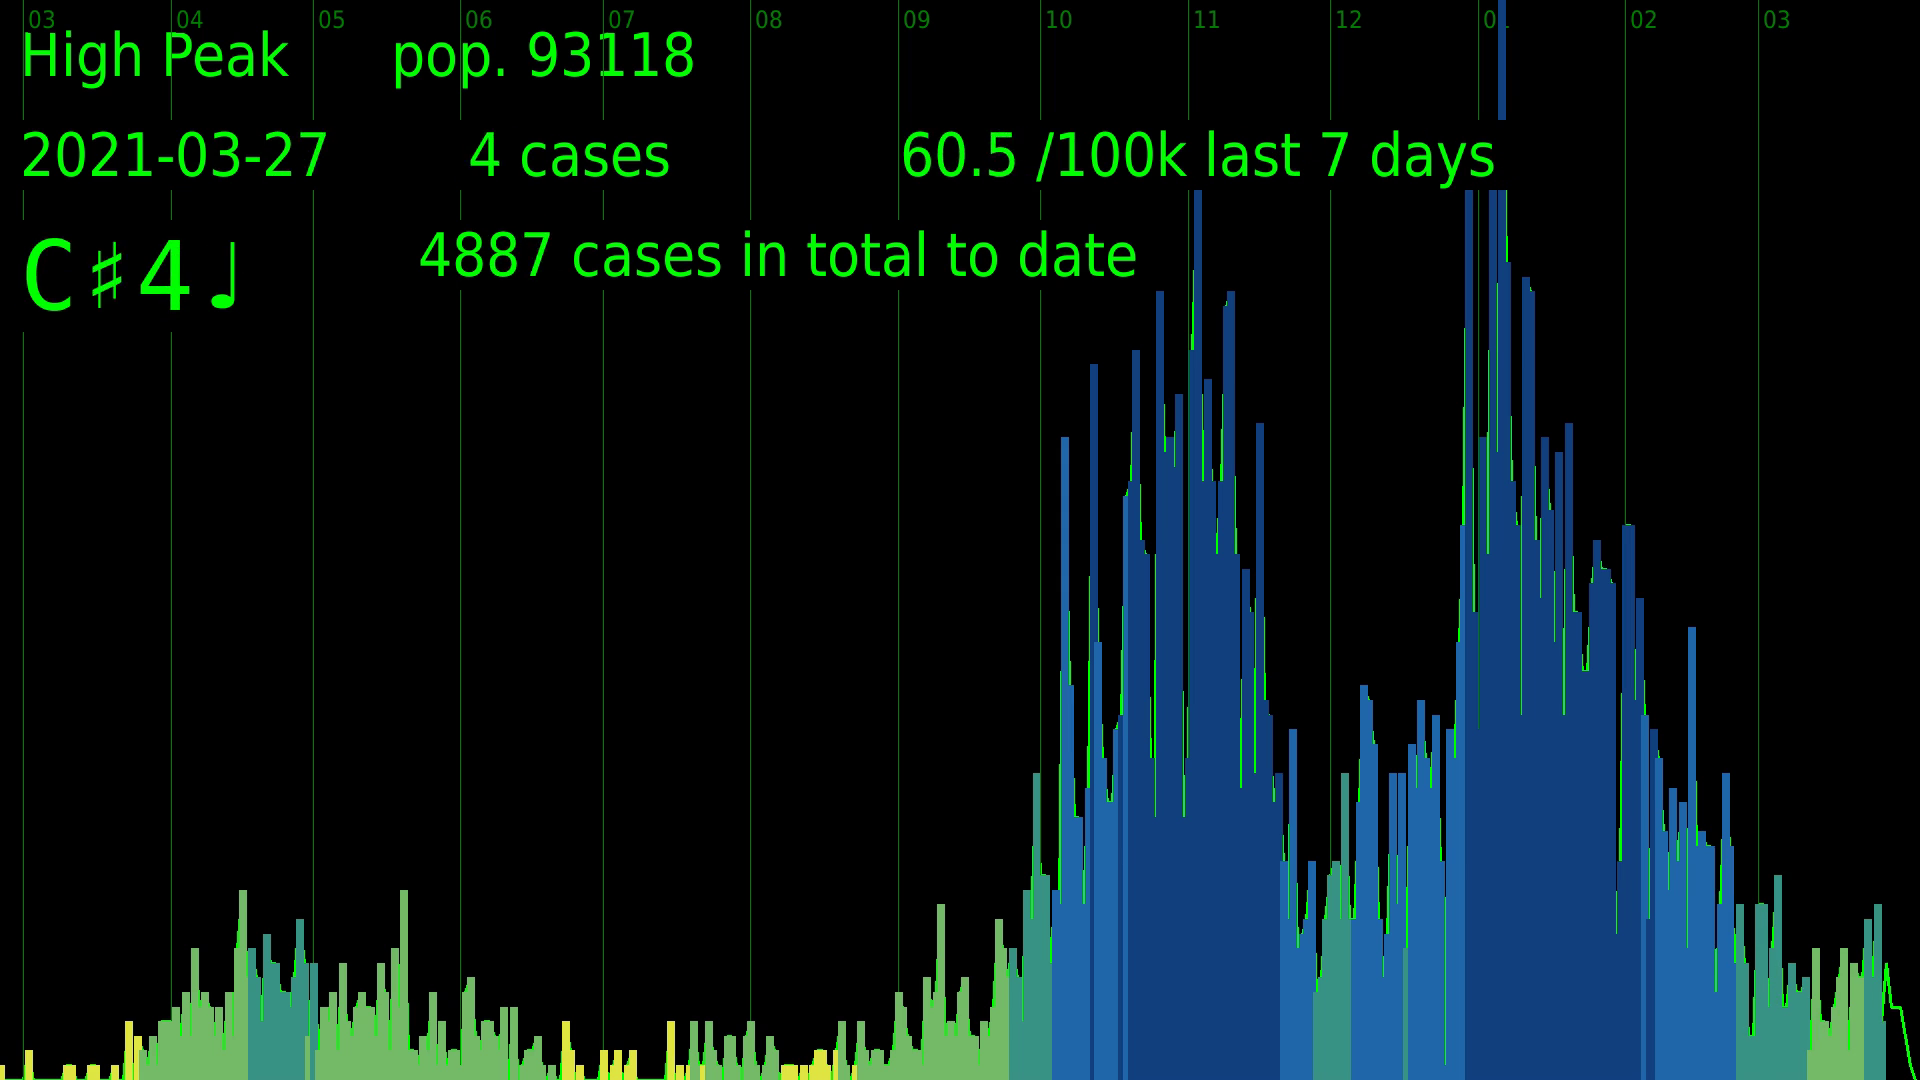 03 04 05 06 07 08 09 10 11 12 01 02 03
High Peak pop. 93118
2021-03-27 4 cases 60.5 /100k last 7 days
C♯4♩ 4887 cases in total to date